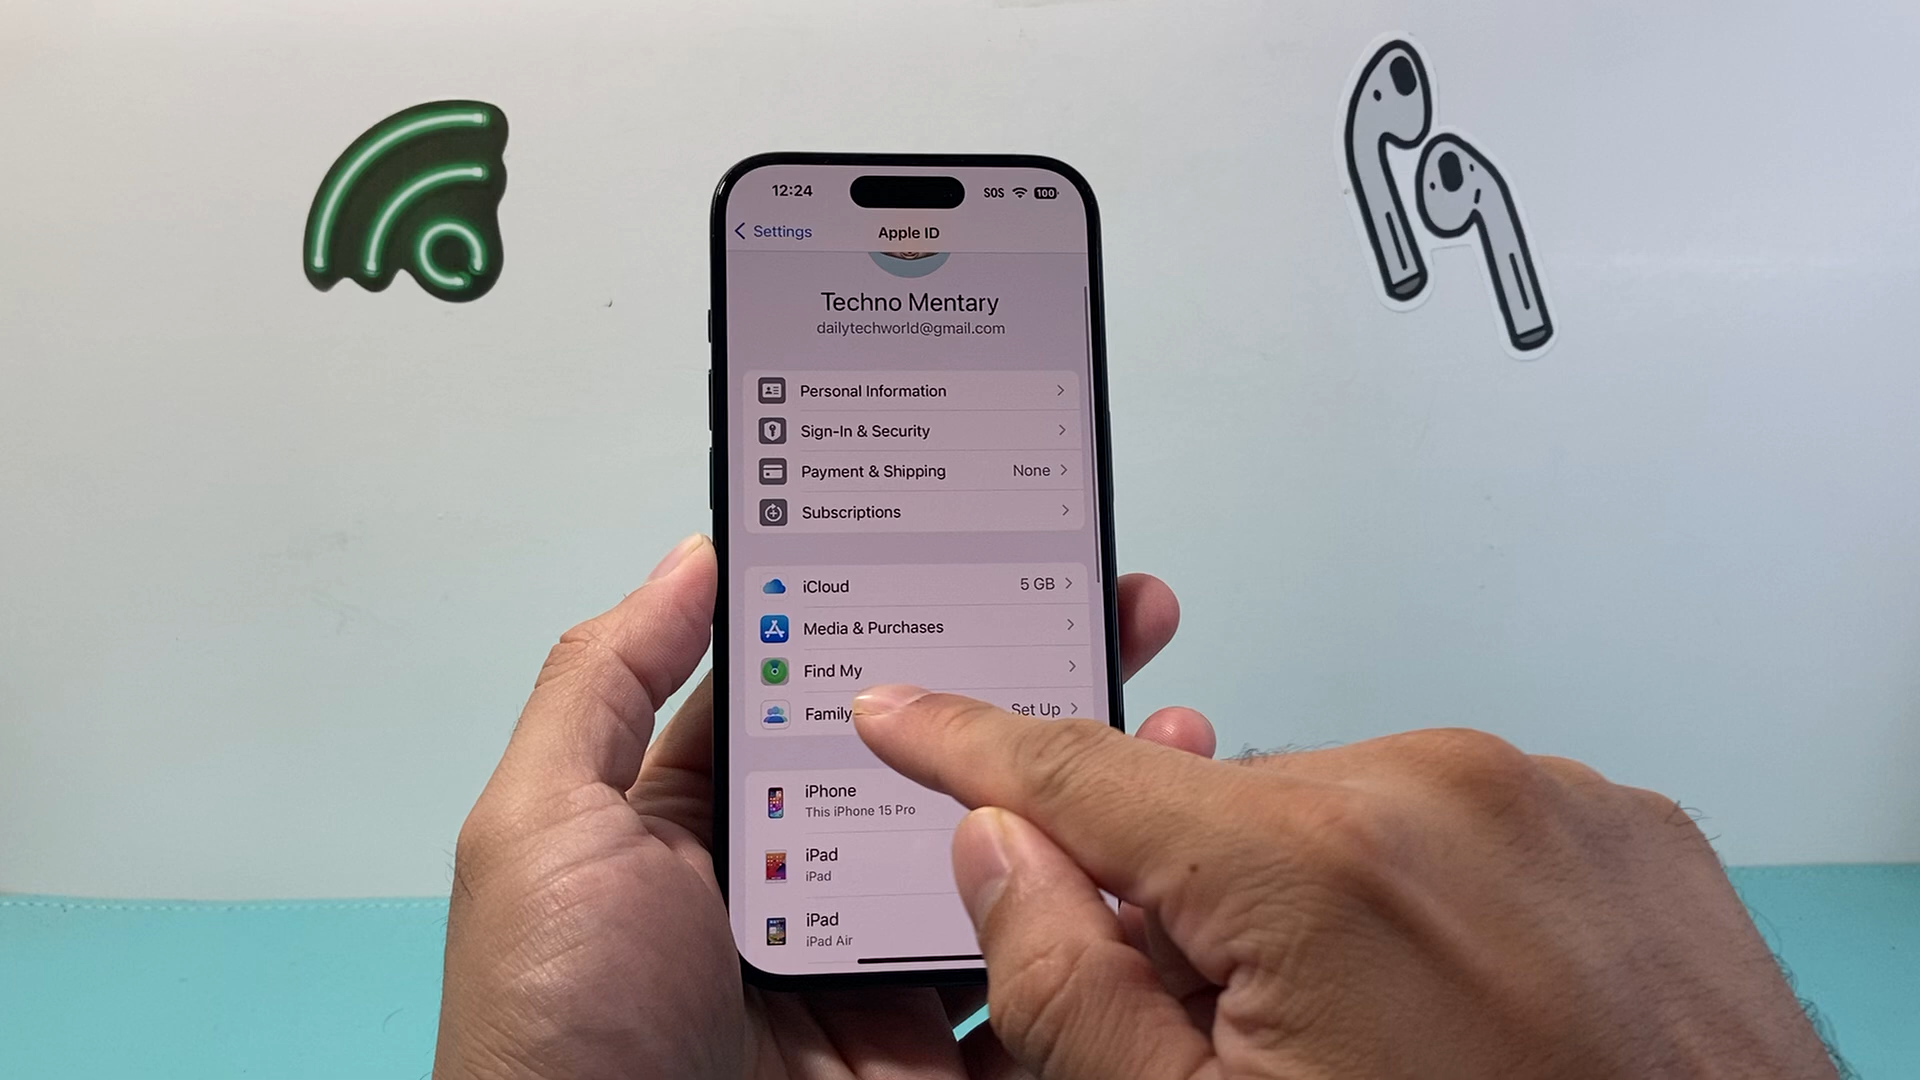 12:24
SOS
100
Settings
Apple ID
Techno Mentary
dailytechworld@gmail.com
Personal Information
Sign-In & Security
Payment & Shipping None
Subscriptions
iCloud 5 GB
Media & Purchases
Find My
Family Set Up
iPhone
This iPhone 15 Pro
iPad
iPad
iPad
iPad Air